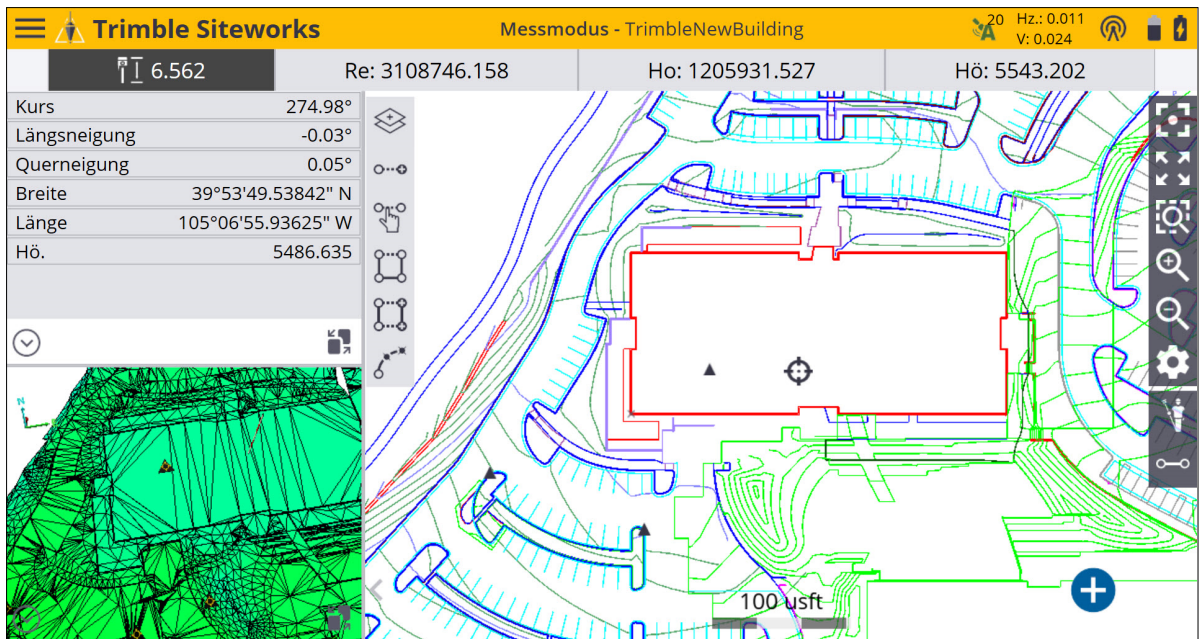 Trimble Siteworks
Messmodus - TrimbleNewBuilding
20
Hz.: 0.011
V: 0.024
6.562
Re: 3108746.158
Ho: 1205931.527
Hö: 5543.202
Kurs 274.98°
Längsneigung -0.03°
Querneigung 0.05°
Breite 39°53'49.53842" N
Länge 105°06'55.93625" W
Hö. 5486.635
N
100 usft